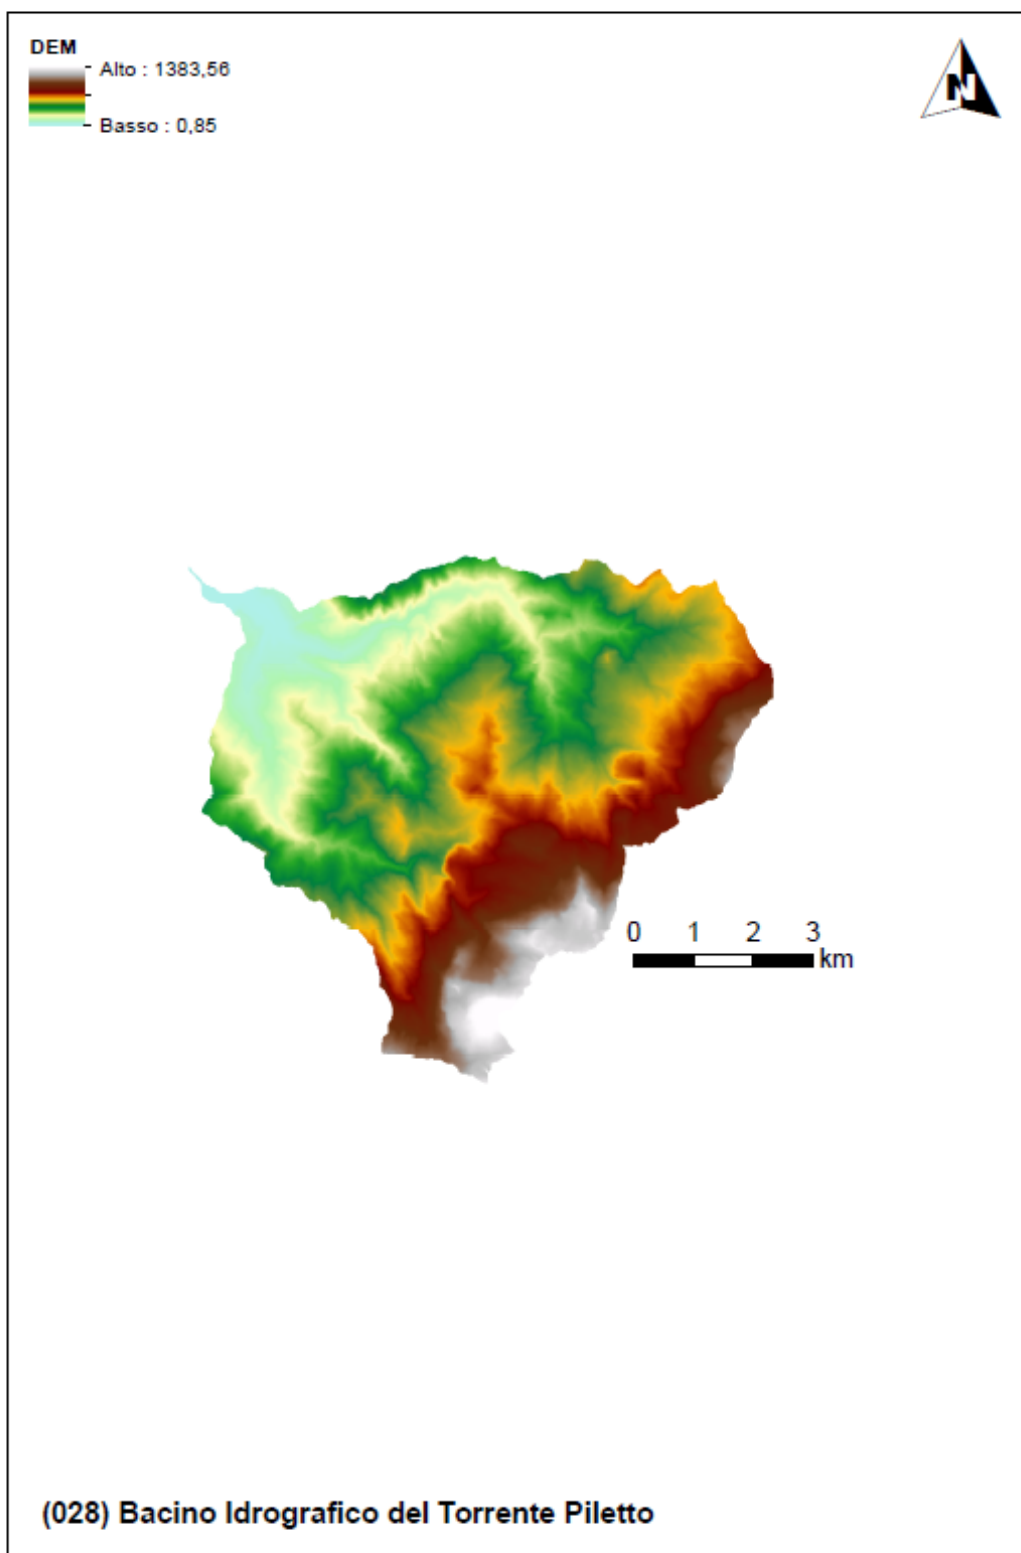 DEM
Alto : 1383,56
Basso : 0,85
N
0 1 2 3
km
(028) Bacino Idrografico del Torrente Piletto